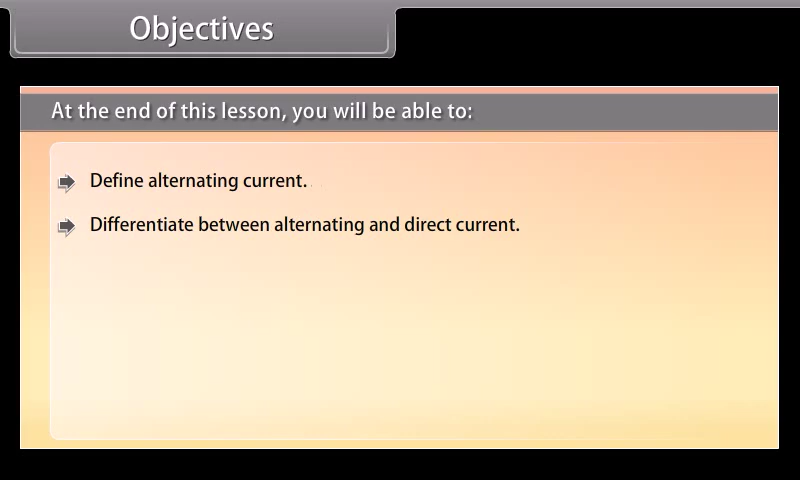 Objectives
At the end of this lesson, you will be able to:
Define alternating current.
Differentiate between alternating and direct current.